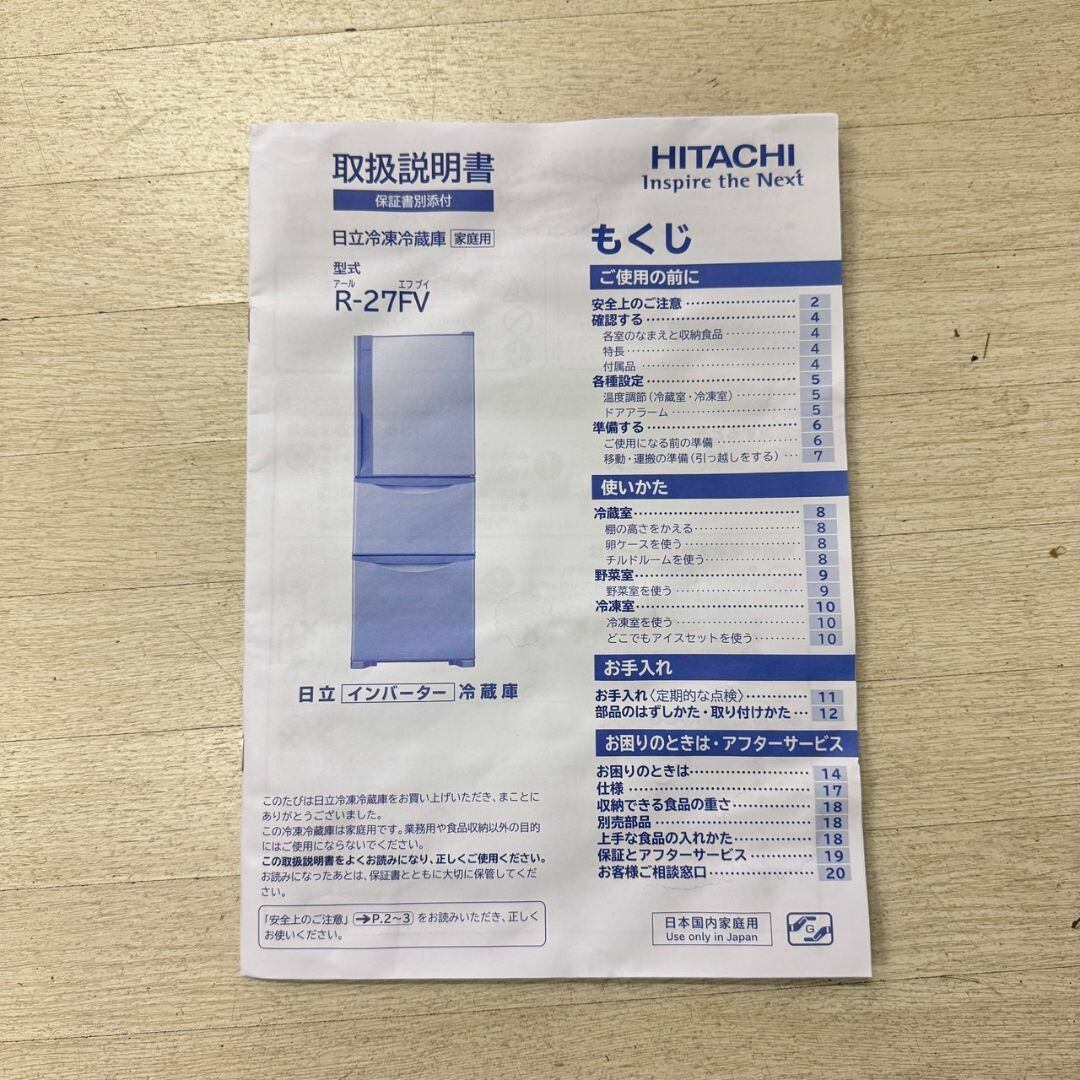 取扱説明書
保証書別添付
日立冷凍冷蔵庫 家庭用
型式
アール エフブイ
R-27FV
日立 インバーター 冷蔵庫
このたびは日立冷凍冷蔵庫をお買い上げいただき、まことに
ありがとうございました。
この冷凍冷蔵庫は家庭用です。業務用や食品収納以外の目的
にはご使用にならないでください。
この取扱説明書をよくお読みになり、正しくご使用ください。
お読みになったあとは、保証書とともに大切に保管してくだ
さい。
「安全上のご注意」➔P.2~3 をお読みいただき、正しく
お使いください。
HITACHI
Inspire the Next
もくじ
ご使用の前に
安全上のご注意 2
確認する 4
各室のなまえと収納食品 4
特長 4
付属品 4
各種設定 5
温度調節(冷蔵室・冷凍室) 5
ドアアラーム 5
準備する 6
ご使用になる前の準備 6
移動・運搬の準備(引っ越しをする) 7
使いかた
冷蔵室 8
棚の高さをかえる 8
卵ケースを使う 8
チルドルームを使う 8
野菜室 9
野菜室を使う 9
冷凍室 10
冷凍室を使う 10
どこでもアイスセットを使う 10
お手入れ
お手入れ〈定期的な点検〉 11
部品のはずしかた・取り付けかた 12
お困りのときは・アフターサービス
お困りのときは 14
仕様 17
収納できる食品の重さ 18
別売部品 18
上手な食品の入れかた 18
保証とアフターサービス 19
お客様ご相談窓口 20
日本国内家庭用
Use only in Japan
G